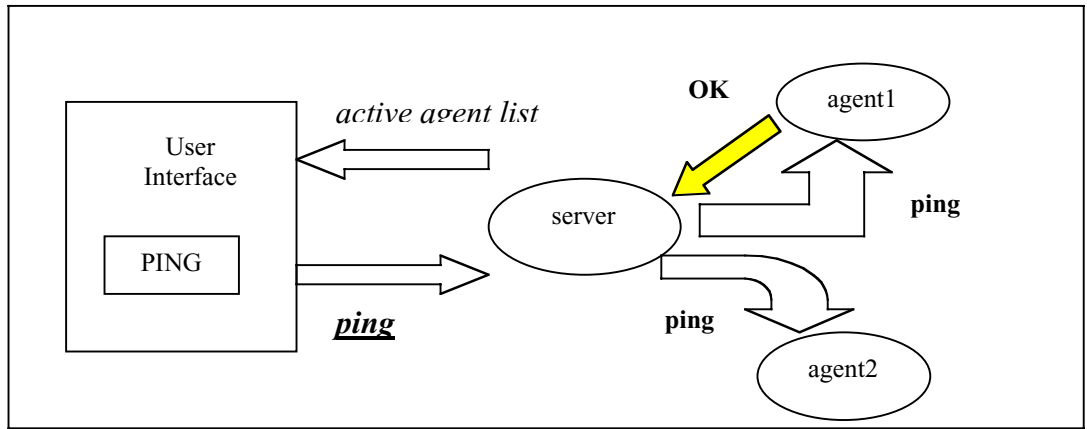 active agent list
User
Interface
PING
ping
server
OK
agent1
ping
ping
agent2